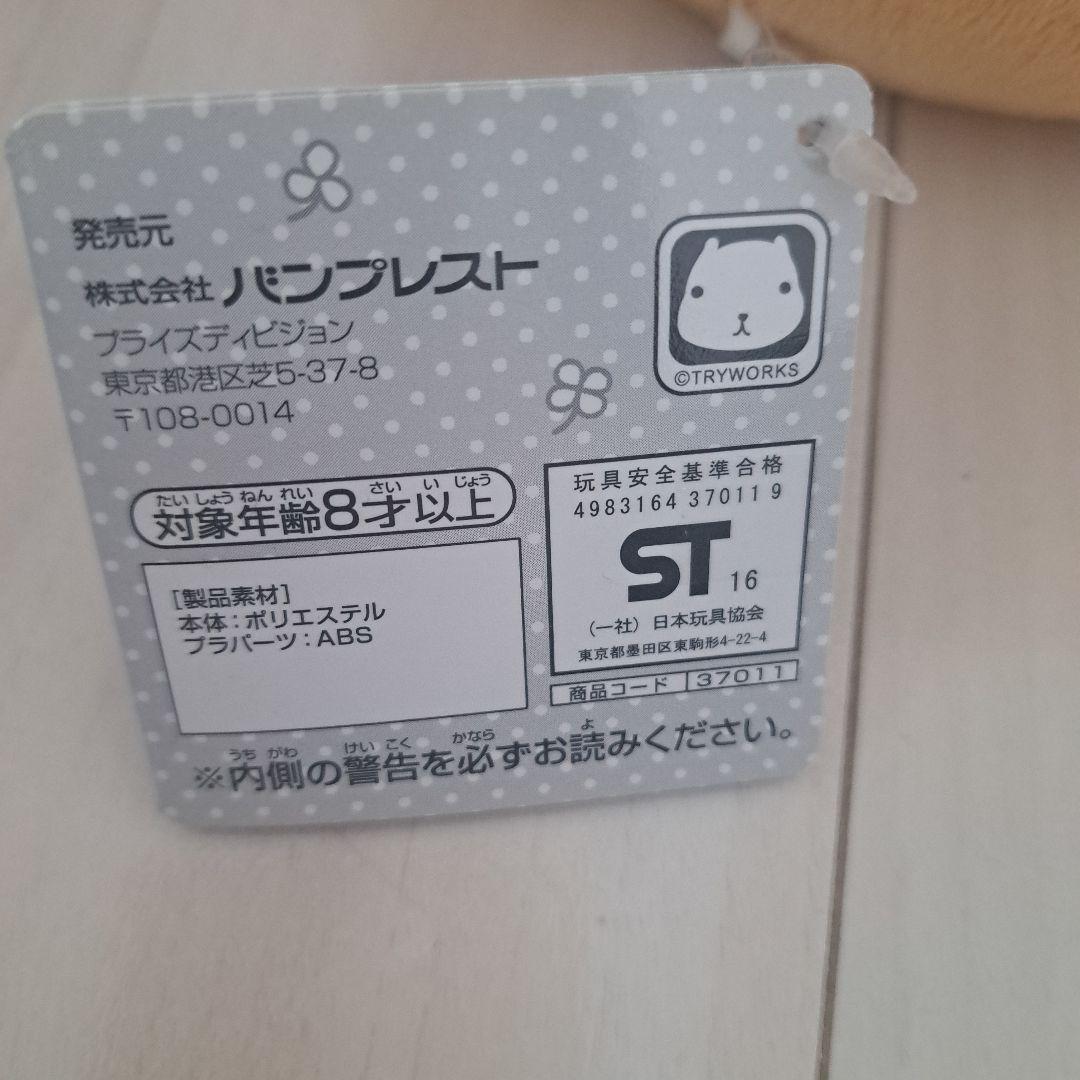 発売元
株式会社 バンプレスト
プライズディビジョン
東京都港区芝5-37-8
〒108-0014
©TRYWORKS
たいしょうねんれい さいいじょう
対象年齢8才以上
[製品素材]
本体:ポリエステル
プラパーツ:ABS
玩具安全基準合格
4983164 37011 9
ST 16
(一社)日本玩具協会
東京都墨田区東駒形4-22-4
商品コード 37011
うちがわ けいこく かなら よ
※内側の警告を必ずお読みください。